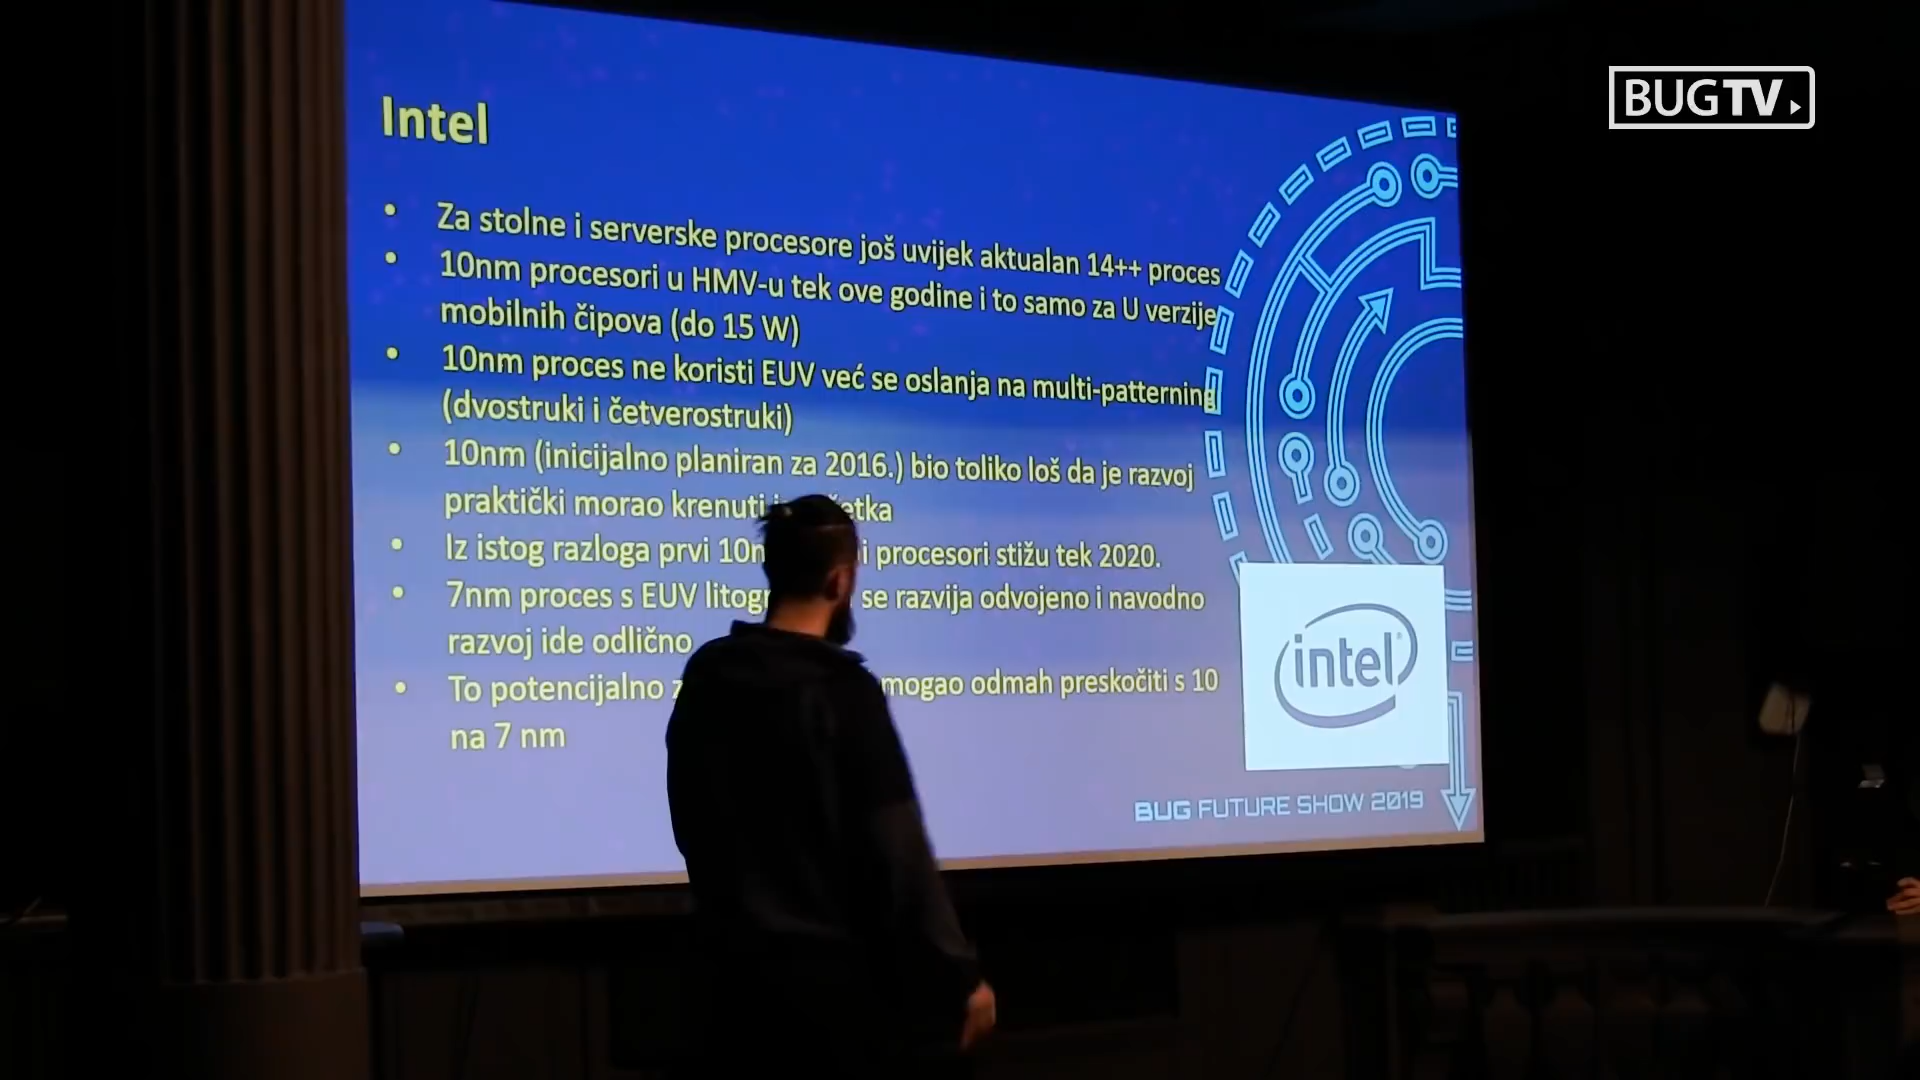 BUGTV
Intel
• Za stolne i serverske procesore još uvijek aktualan 14++ proces
• 10nm procesori u HMV-u tek ove godine i to samo za U verzije
mobilnih čipova (do 15 W)
• 10nm proces ne koristi EUV već se oslanja na multi-patterning
(dvostruki i četverostruki)
• 10nm (inicijalno planiran za 2016.) bio toliko loš da je razvoj
praktički morao krenuti
• Iz istog razloga prvi i procesori stižu tek 2020.
• 7nm proces s EUV se razvija odvojeno i navodno
razvoj ide odlično
• To potencijalno mogao odmah preskočiti s 10
na 7 nm
intel
BUG FUTURE SHOW 2019